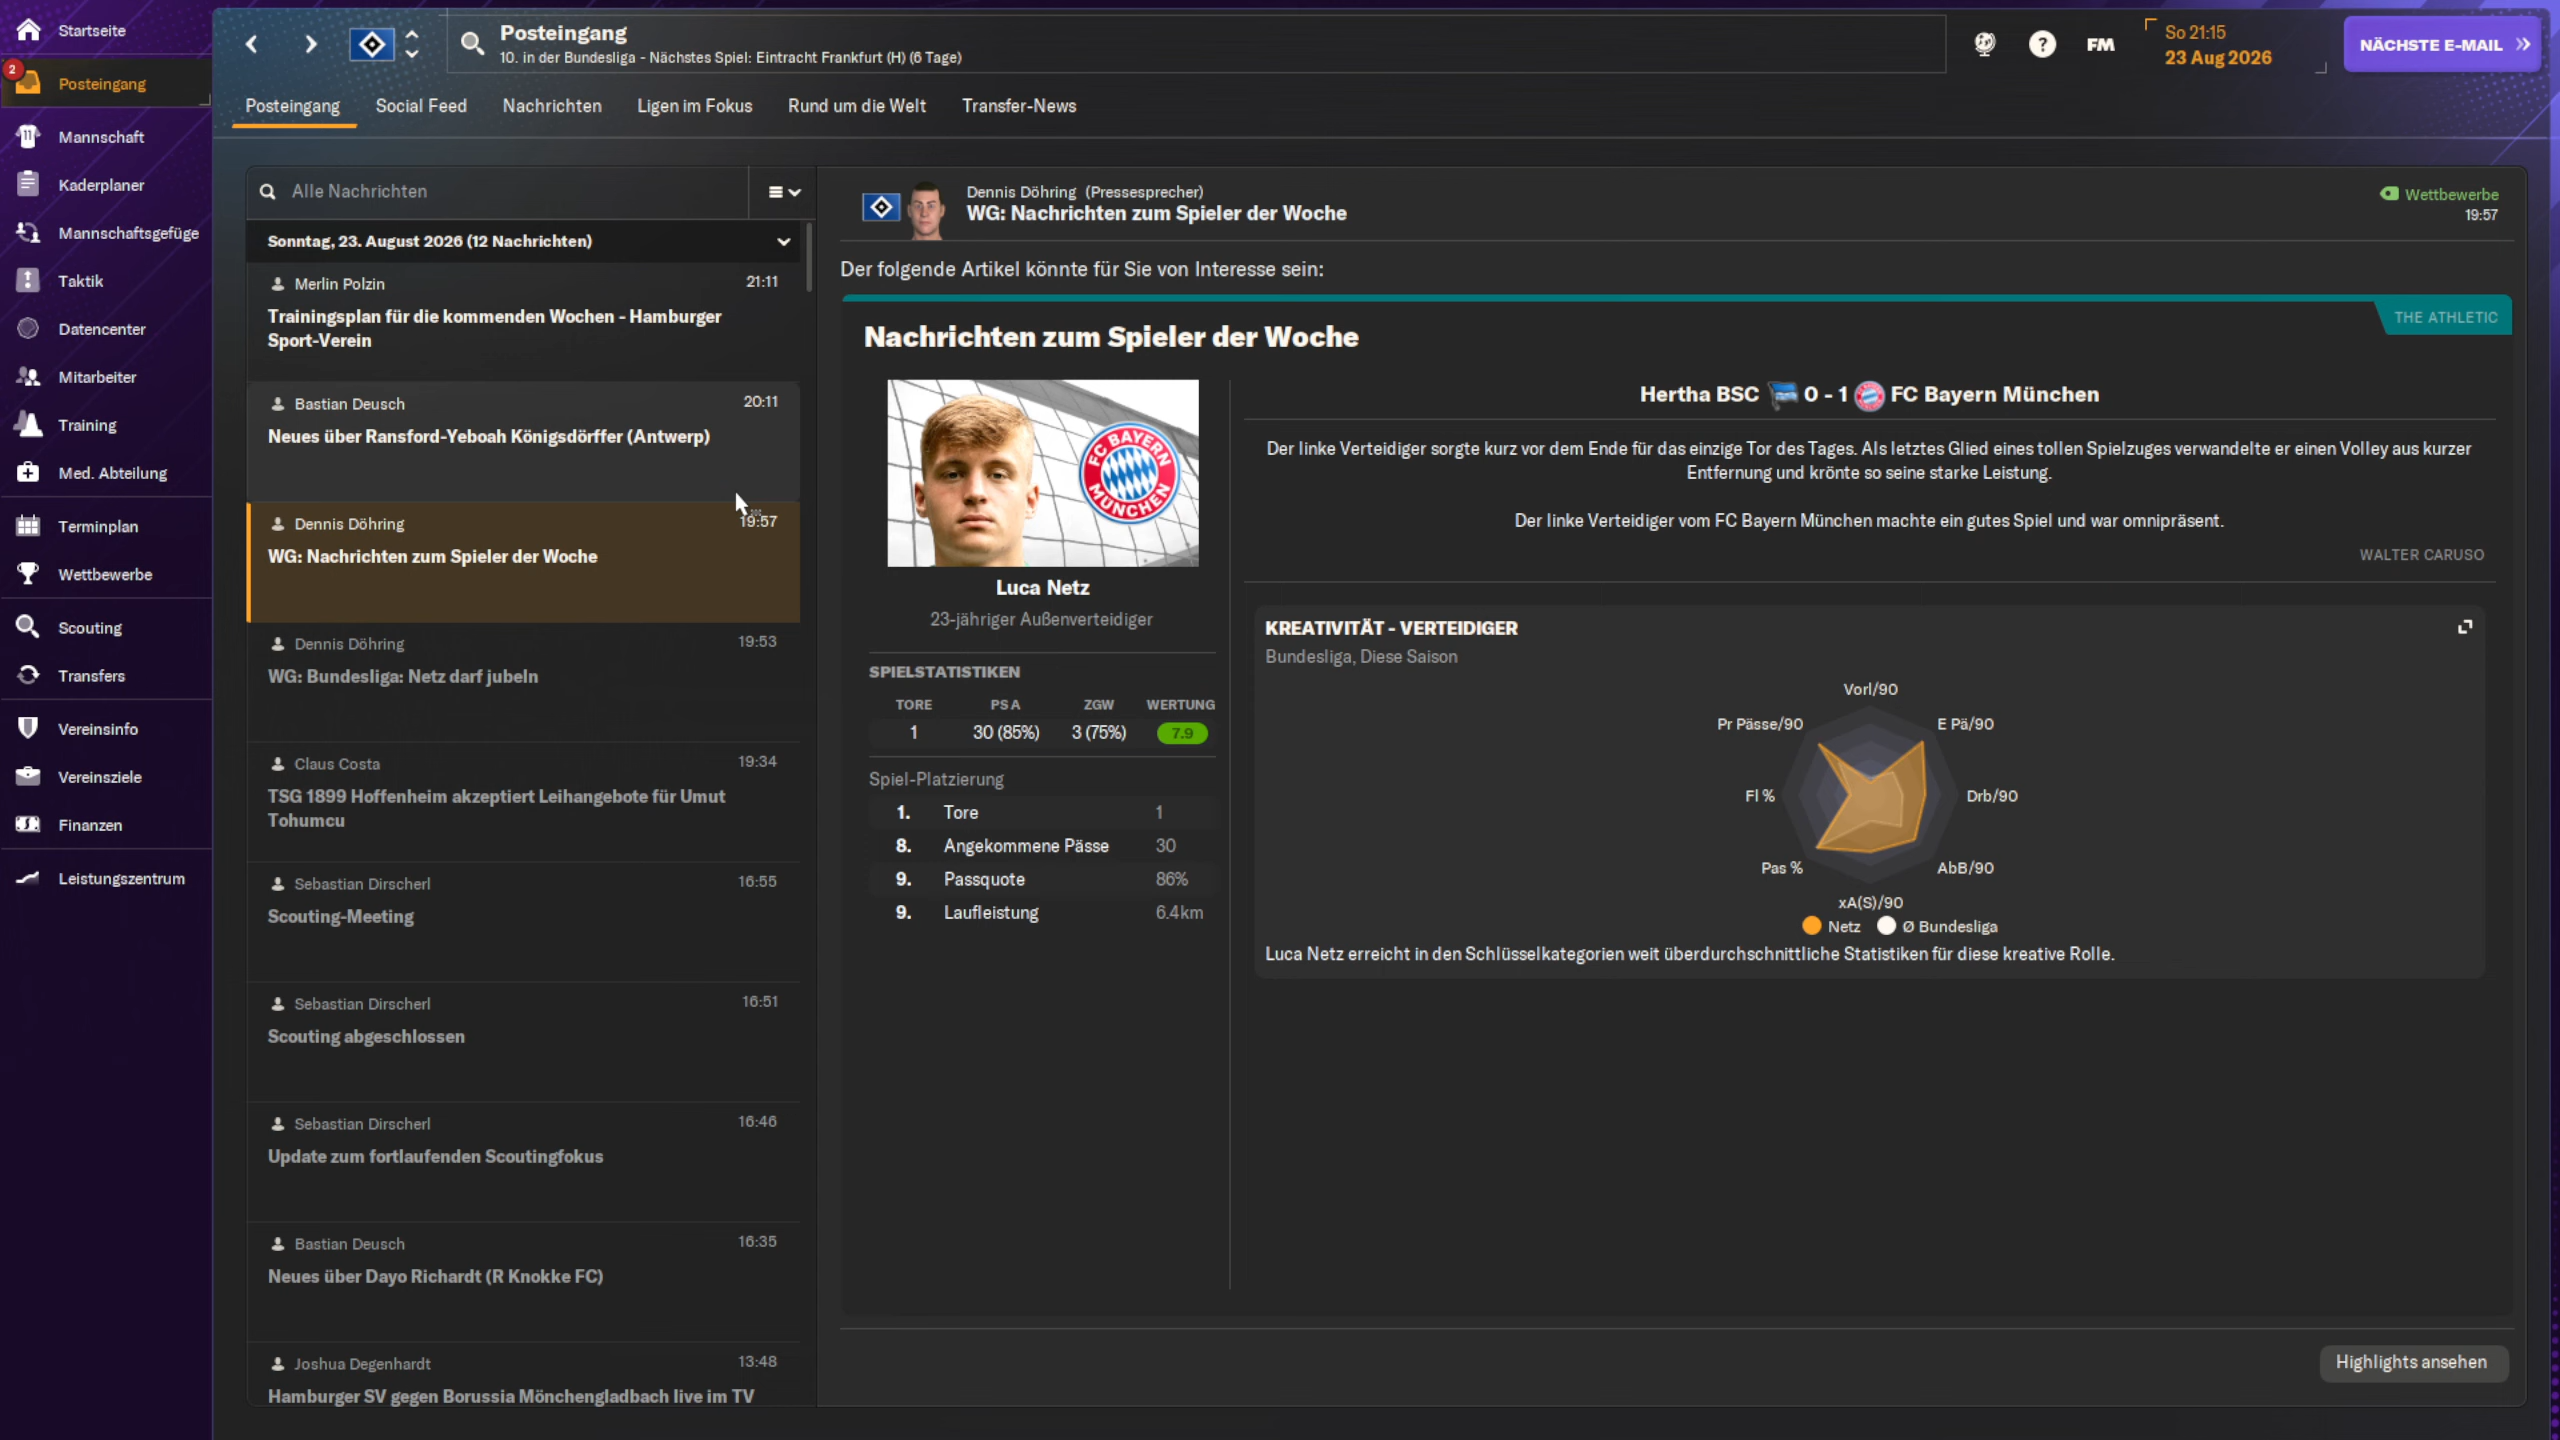 Startseite
2
Posteingang
Mannschaft
Kaderplaner
Mannschaftsgefüge
Taktik
Datencenter
Mitarbeiter
Training
Med. Abteilung
Terminplan
Wettbewerbe
Scouting
Transfers
Vereinsinfo
Vereinsziele
Finanzen
Leistungszentrum
Posteingang
10. in der Bundesliga - Nächstes Spiel: Eintracht Frankfurt (H) (6 Tage)
?
FM
So 21:15
23 Aug 2026
NÄCHSTE E-MAIL
Posteingang Social Feed Nachrichten Ligen im Fokus Rund um die Welt Transfer-News
Alle Nachrichten
Sonntag, 23. August 2026 (12 Nachrichten)
Merlin Polzin 21:11
Trainingsplan für die kommenden Wochen - Hamburger
Sport-Verein
Bastian Deusch 20:11
Neues über Ransford-Yeboah Königsdörffer (Antwerp)
Dennis Döhring 19:57
WG: Nachrichten zum Spieler der Woche
Dennis Döhring 19:53
WG: Bundesliga: Netz darf jubeln
Claus Costa 19:34
TSG 1899 Hoffenheim akzeptiert Leihangebote für Umut
Tohumcu
Sebastian Dirscherl 16:55
Scouting-Meeting
Sebastian Dirscherl 16:51
Scouting abgeschlossen
Sebastian Dirscherl 16:46
Update zum fortlaufenden Scoutingfokus
Bastian Deusch 16:35
Neues über Dayo Richardt (R Knokke FC)
Joshua Degenhardt 13:48
Hamburger SV gegen Borussia Mönchengladbach live im TV
Dennis Döhring (Pressesprecher)
WG: Nachrichten zum Spieler der Woche
Wettbewerbe
19:57
Der folgende Artikel könnte für Sie von Interesse sein:
THE ATHLETIC
Nachrichten zum Spieler der Woche
FC BAYERN
MÜNCHEN
Luca Netz
23-jähriger Außenverteidiger
SPIELSTATISTIKEN
TORE PS A ZGW WERTUNG
1 30 (85%) 3 (75%) 7.9
Spiel-Platzierung
1. Tore 1
8. Angekommene Pässe 30
9. Passquote 86%
9. Laufleistung 6.4km
Hertha BSC 0 - 1 FC Bayern München
Der linke Verteidiger sorgte kurz vor dem Ende für das einzige Tor des Tages. Als letztes Glied eines tollen Spielzuges verwandelte er einen Volley aus kurzer
Entfernung und krönte so seine starke Leistung.
Der linke Verteidiger vom FC Bayern München machte ein gutes Spiel und war omnipräsent.
WALTER CARUSO
KREATIVITÄT - VERTEIDIGER
Bundesliga, Diese Saison
Vorl/90
Pr Pässe/90 E Pä/90
Fl % Drb/90
Pas % AbB/90
xA(S)/90
Netz Ø Bundesliga
Luca Netz erreicht in den Schlüsselkategorien weit überdurchschnittliche Statistiken für diese kreative Rolle.
Highlights ansehen